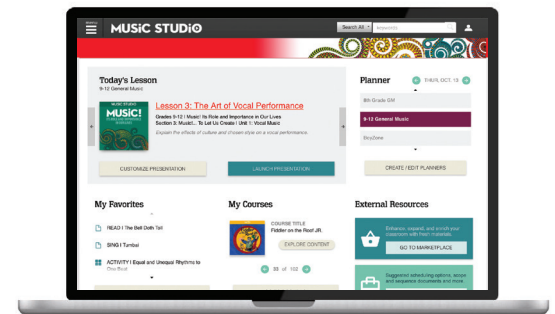 MUSiC STUDiO
Search All
Today's Lesson
9-12 General Music
MUSIC STUDIO
MUSiC!
Lesson 3: The Art of Vocal Performance
Grades 9-12 I Music! Its Role and Importance in Our Lives
Section 3: Music!... To Let Us Create I Unit 1: Vocal Music
Explain the effects of culture and chosen style on a vocal performance.
CUSTOMIZE PRESENTATION
LAUNCH PRESENTATION
Planner
THUR, OCT. 13
8th Grade GM
9-12 General Music
CREATE / EDIT PLANNERS
My Favorites
READ I The Bell Doth Toll
SING I Tumbai
ACTIVITY I Equal and Unequal Rhythms to
One Beat
My Courses
COURSE TITLE
Fiddler on the Roof JR.
EXPLORE CONTENT
of
External Resources
Enhance, expand, and enrich your
classroom with fresh materials.
GO TO MARKETPLACE
Suggested scheduling options, scope
and sequence documents and more.